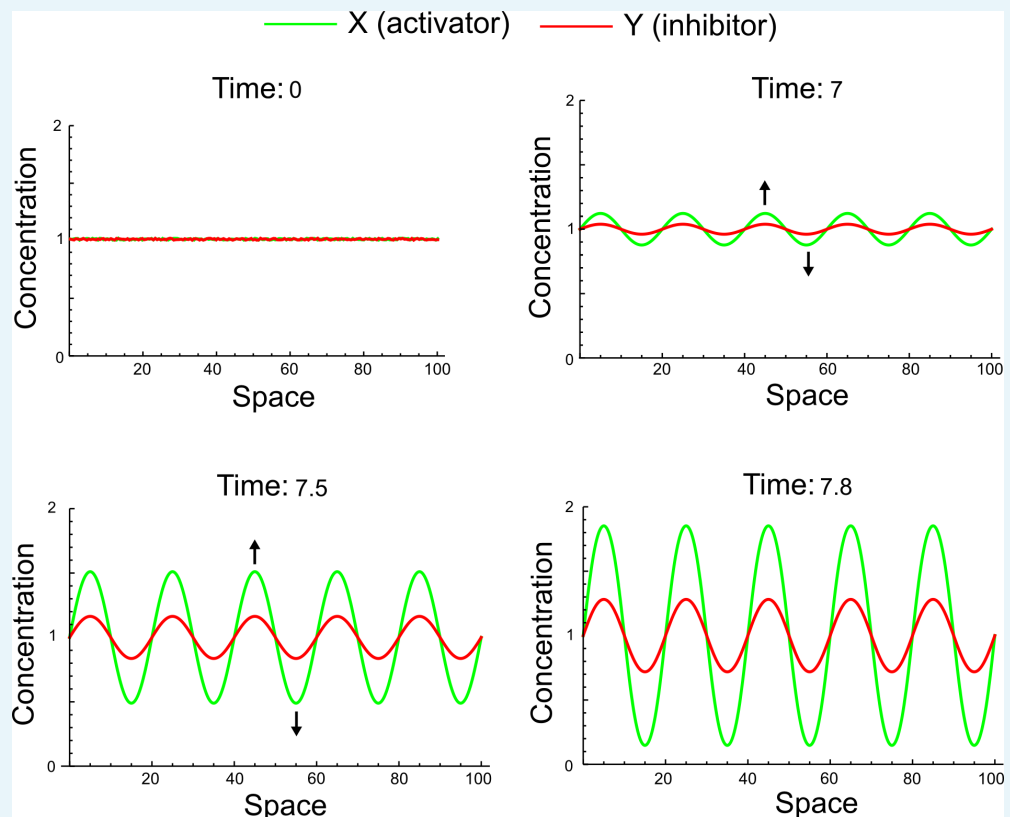 X (activator) Y (inhibitor)
Time: 0
2
1
0
Concentration
20 40 60 80 100
Space
Time: 7
2
1
0
Concentration
20 40 60 80 100
Space
Time: 7.5
2
1
0
Concentration
20 40 60 80 100
Space
Time: 7.8
2
1
0
Concentration
20 40 60 80 100
Space